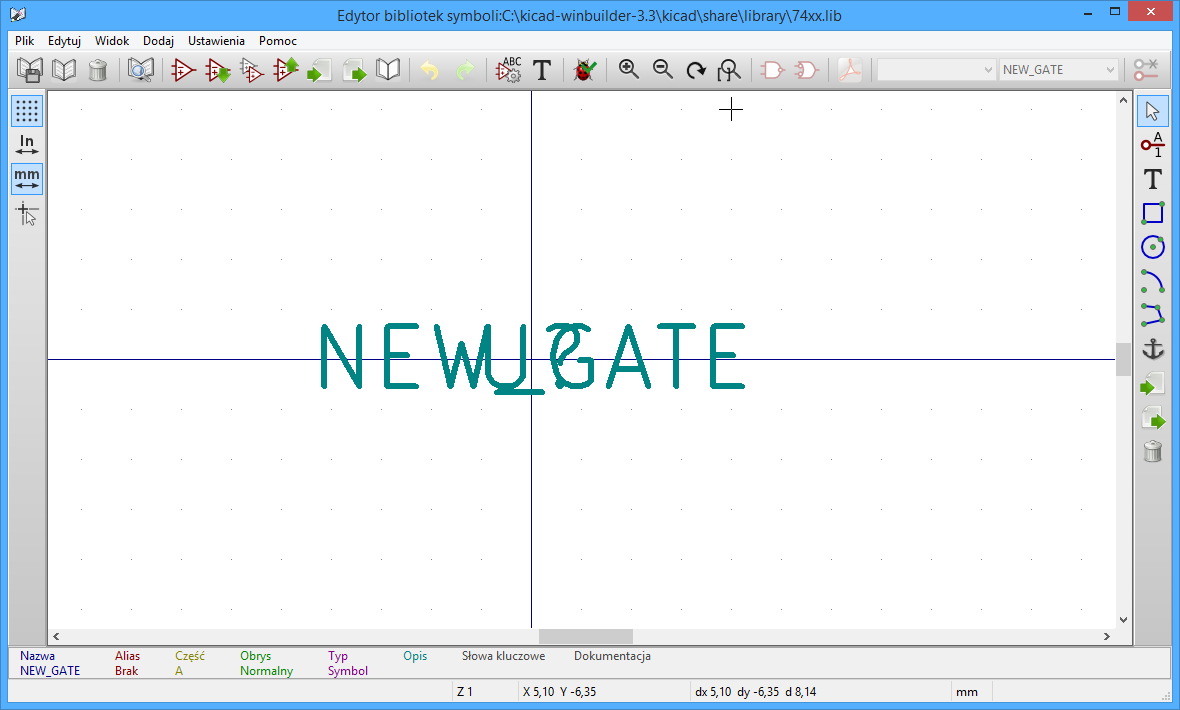 Edytor bibliotek symboli:C:\kicad-winbuilder-3.3\kicad\share\library\74xx.lib
Plik Edytuj Widok Dodaj Ustawienia Pomoc
ABC
T
NEW_GATE
In
mm
A
1
T
NEW_GATE
U?
Nazwa Alias Część Obrys Typ Opis Słowa kluczowe Dokumentacja
NEW_GATE Brak A Normalny Symbol
Z 1 X 5,10 Y -6,35 dx 5,10 dy -6,35 d 8,14 mm